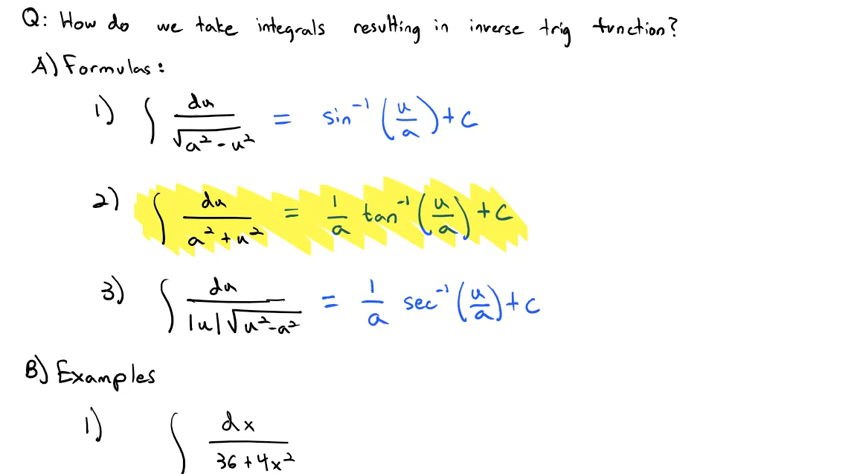 Q: How do we take integrals resulting in inverse trig function?
A) Formulas:
1) ∫ du/√(a² - u²) = sin⁻¹(u/a) + C
2) ∫ du/(a² + u²) = 1/a tan⁻¹(u/a) + C
3) ∫ du/(|u|√(u² - a²)) = 1/a sec⁻¹(u/a) + C
B) Examples
1) ∫ dx/(36 + 4x²)